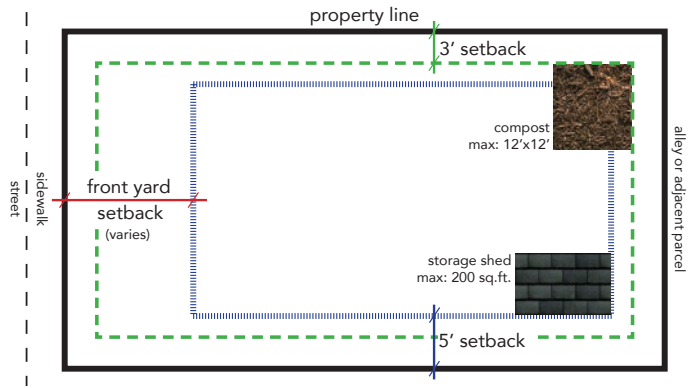 property line
3’ setback
compost
max: 12’x12’
front yard
setback
(varies)
sidewalk
street
alley or adjacent parcel
storage shed
max: 200 sq.ft.
5’ setback